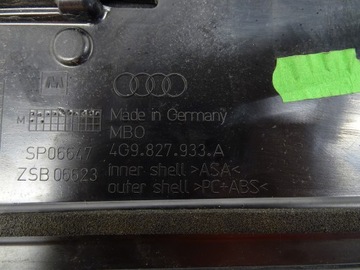 Made in Germany
M
MBO
SP06647
4G9.827.933.A
ZSB 06623
inner shell >ASA<
outer shell >PC+ABS<